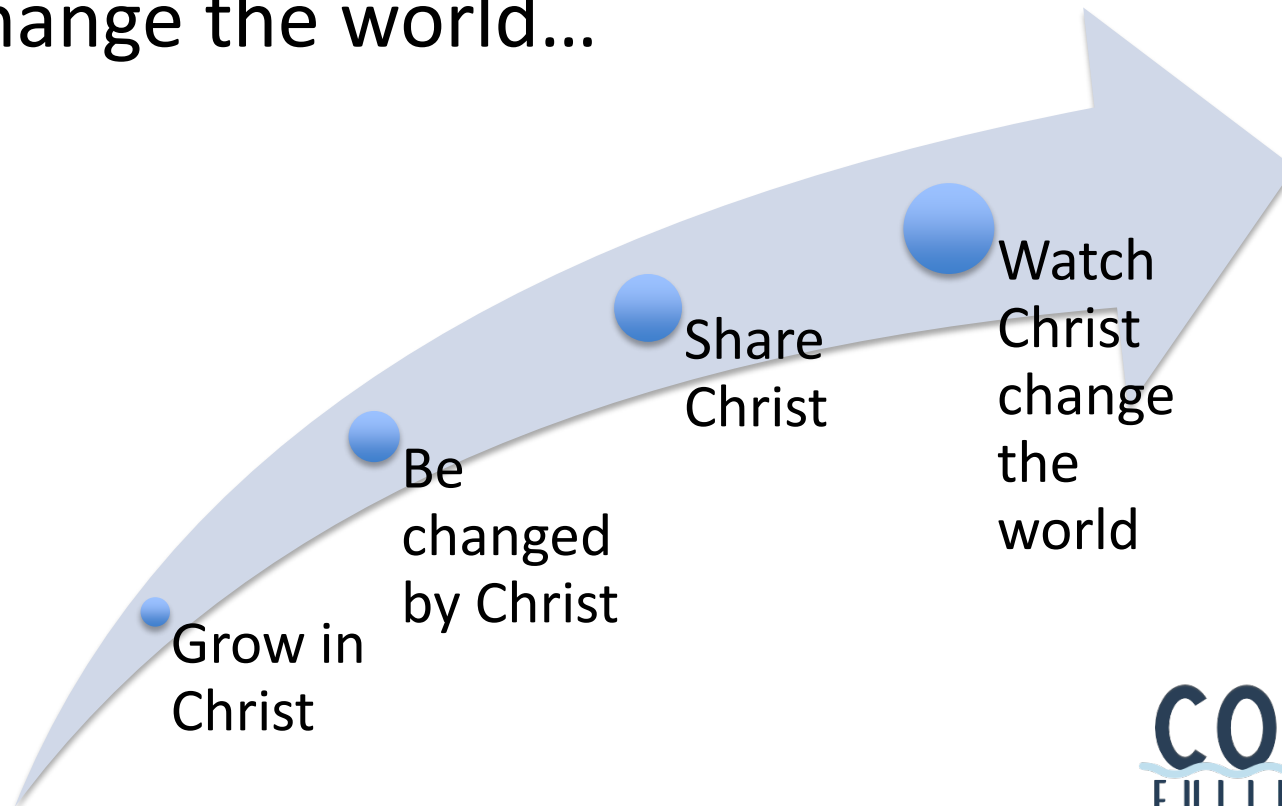 hange the world...
Watch
Christ
change
the
world
Share
Christ
Be
changed
by Christ
Grow in
Christ
CO